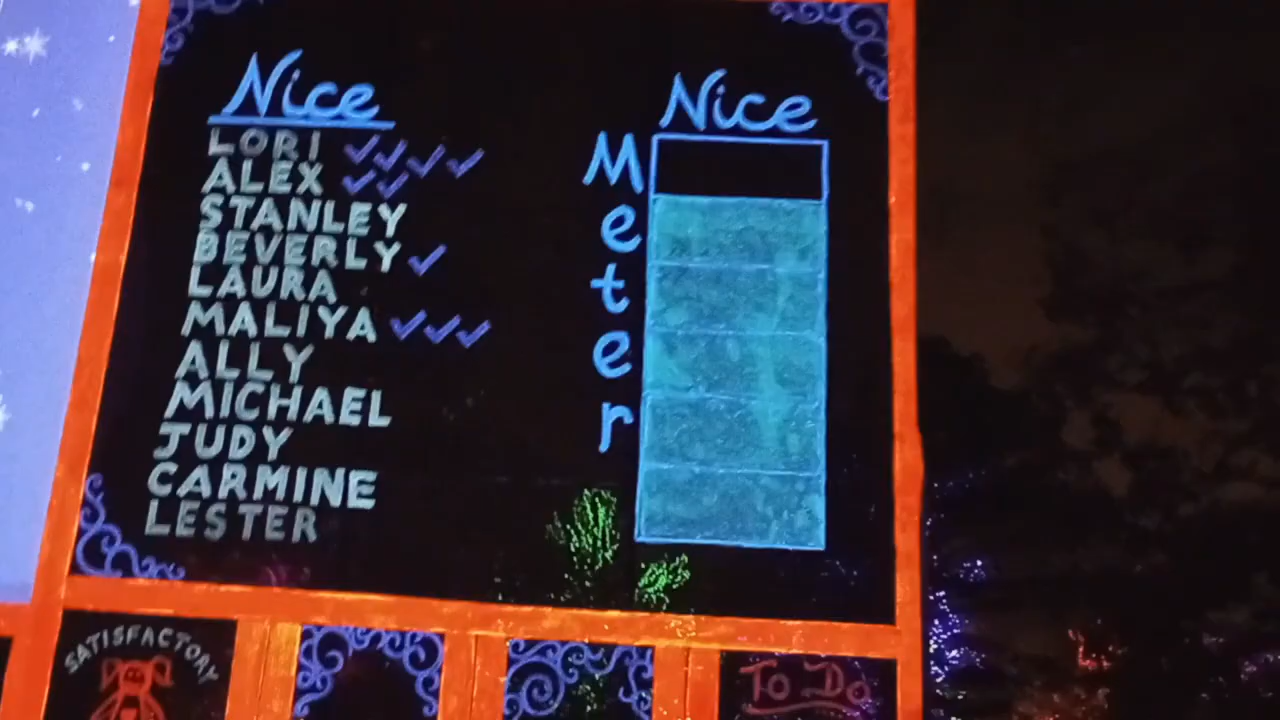 Nice
LORI ✓✓✓✓
ALEX ✓✓
STANLEY
BEVERLY ✓
LAURA
MALIYA ✓✓✓
ALLY
MICHAEL
JUDY
CARMINE
LESTER
Nice
Meter
SATISFACTORY
To Do